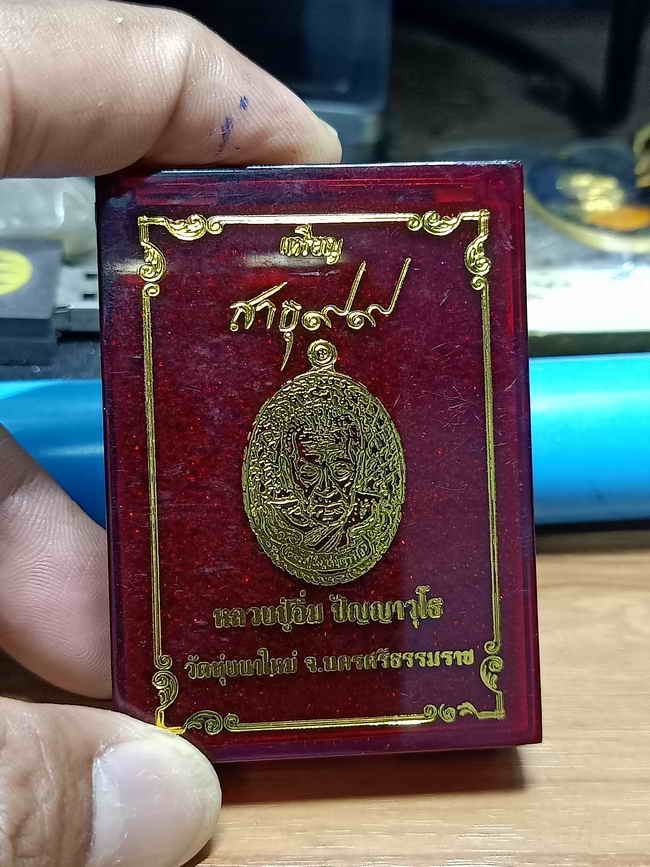 เหรียญ
สาธุ๙๙
หลวงปู่อิ่ม ปัญญาวุโธ
วัดทุ่งนาใหม่ จ.นครศรีธรรมราช